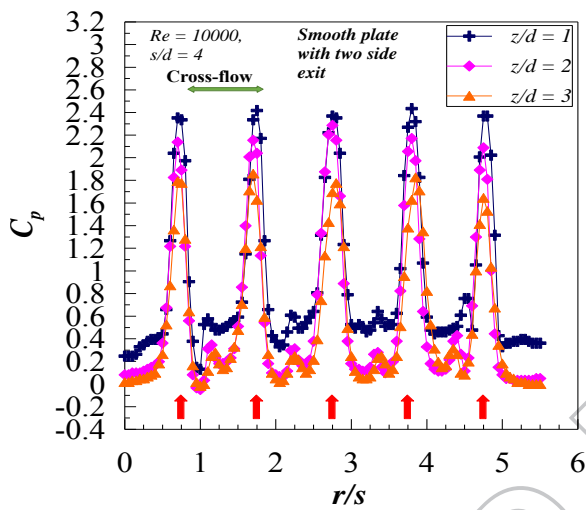 Re = 10000,
s/d = 4
Smooth plate
with two side
exit
Cross-flow
z/d = 1
z/d = 2
z/d = 3
3.2
3
2.8
2.6
2.4
2.2
2
1.8
1.6
1.4
1.2
1
0.8
0.6
0.4
0.2
0
-0.2
-0.4
C_p
0 1 2 3 4 5 6
r/s